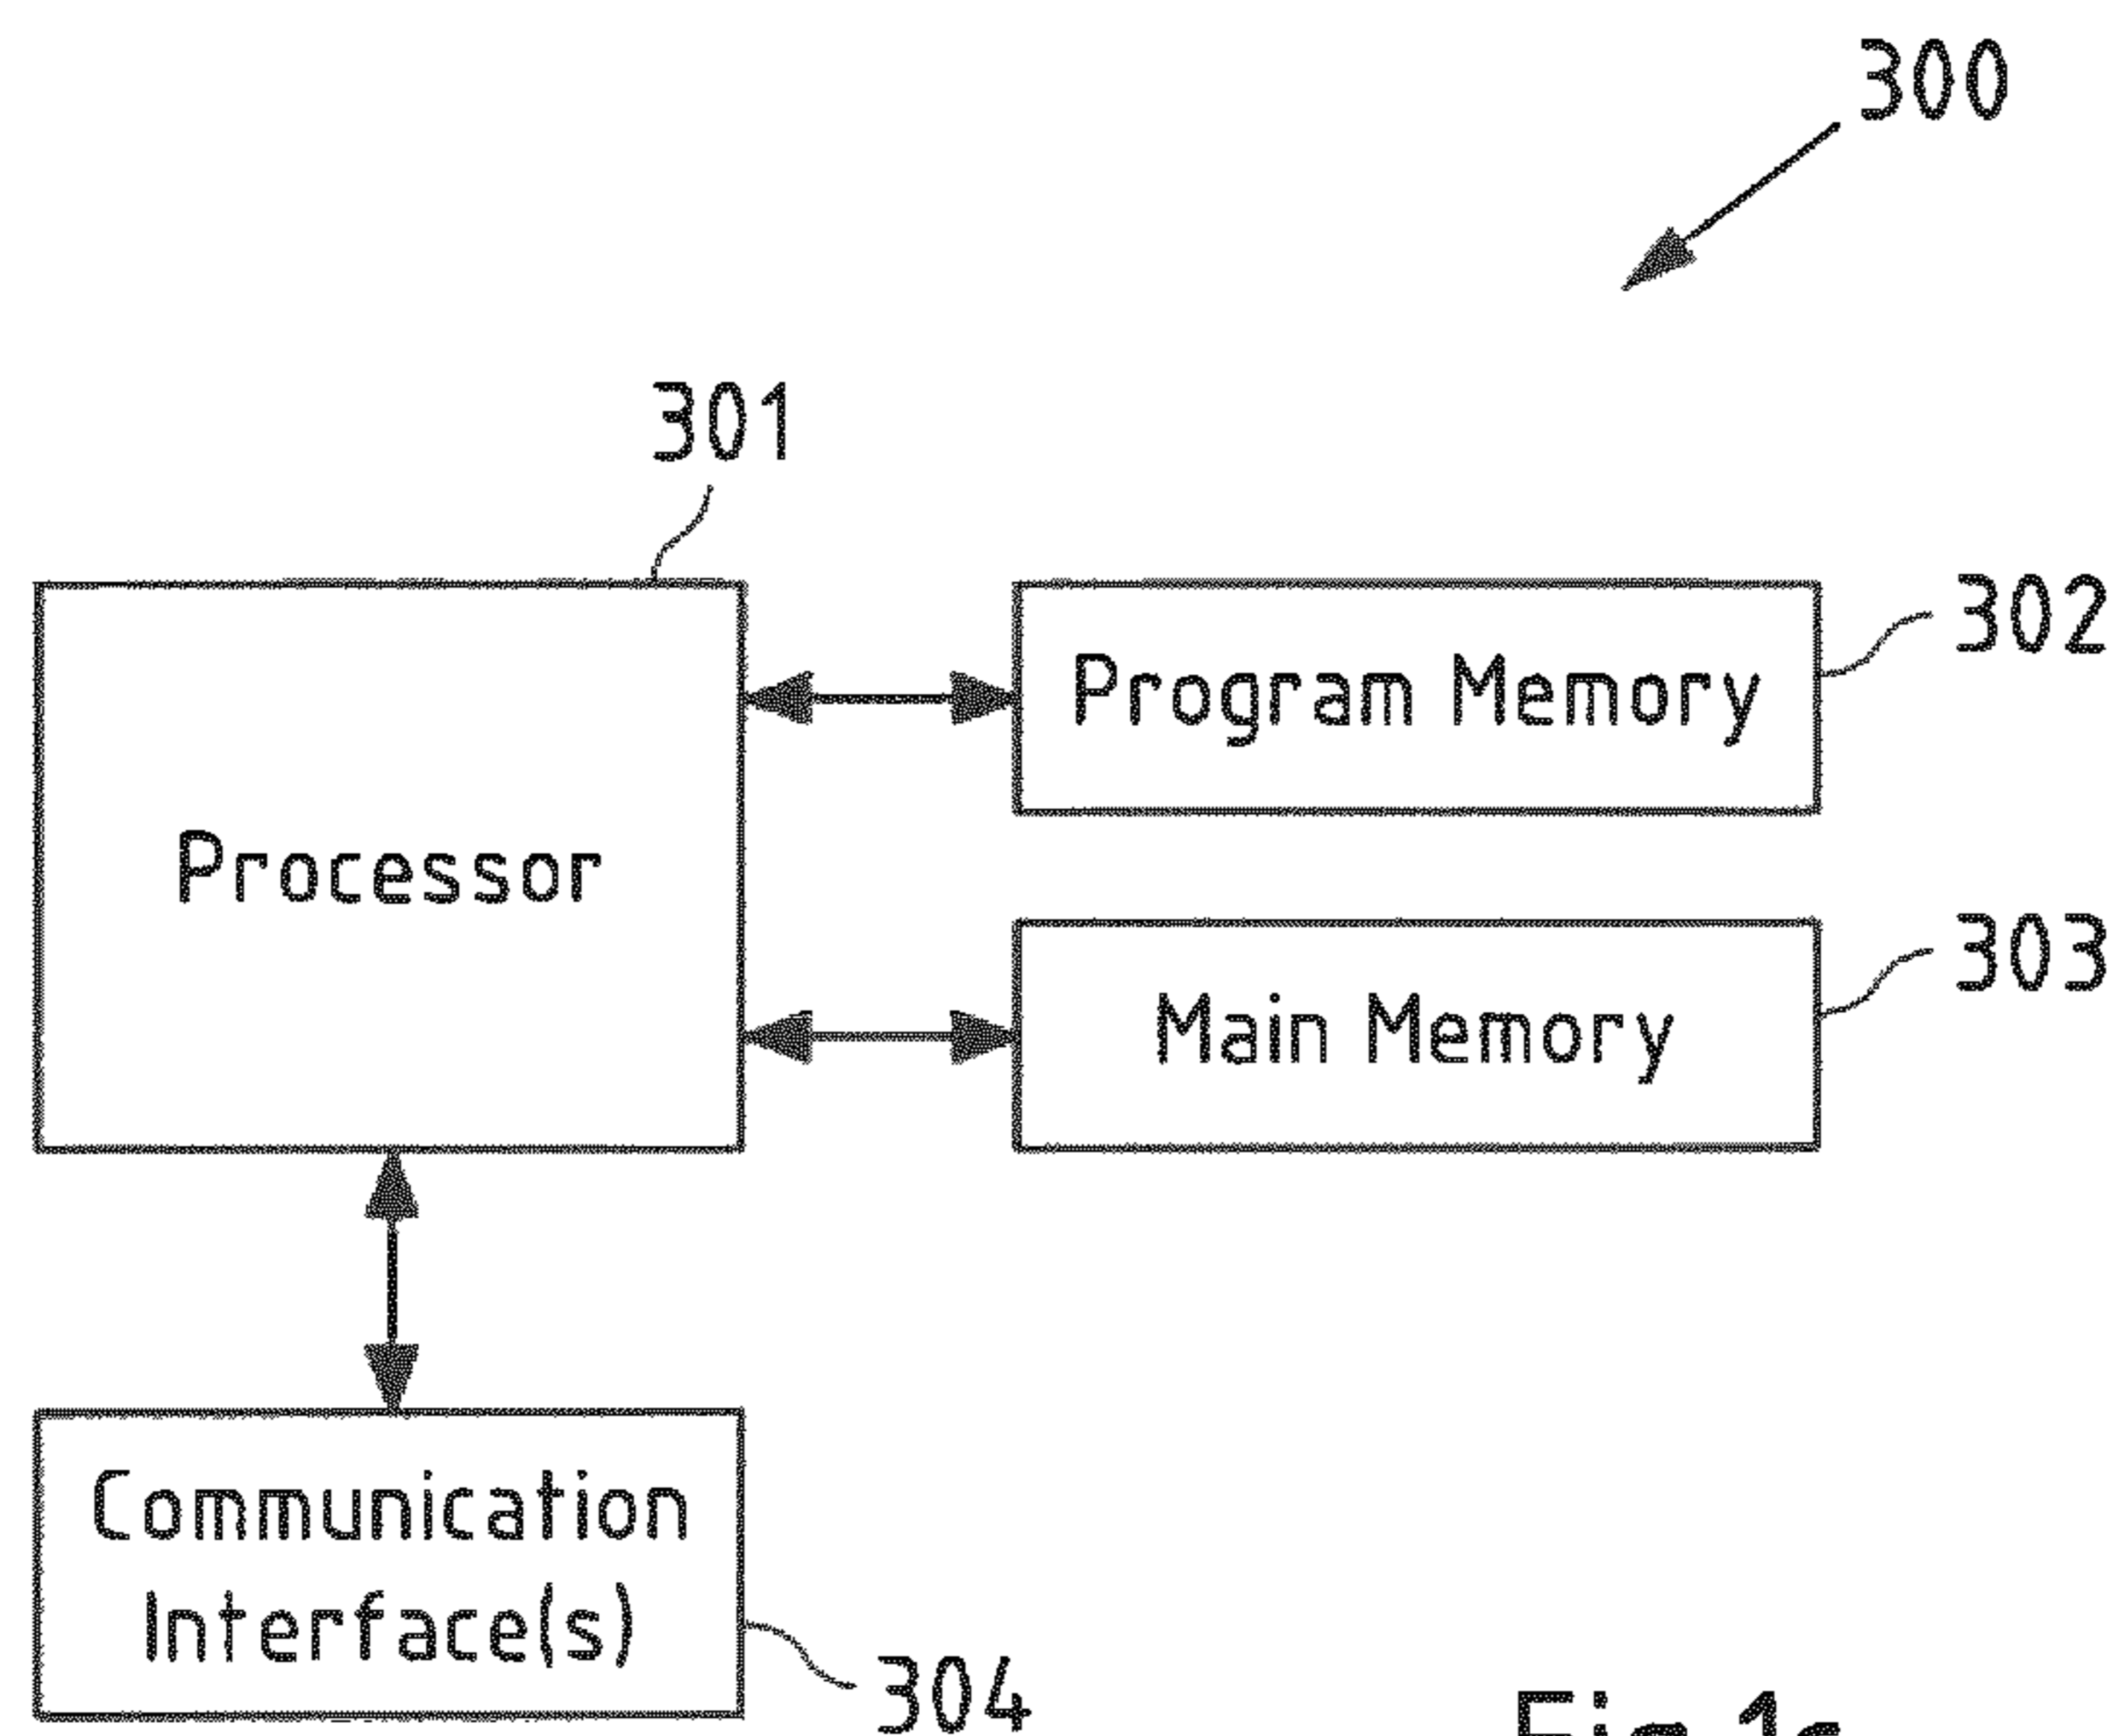 300
301
302
Program Memory
Processor
303
Main Memory
Communication
Interface(s)
304